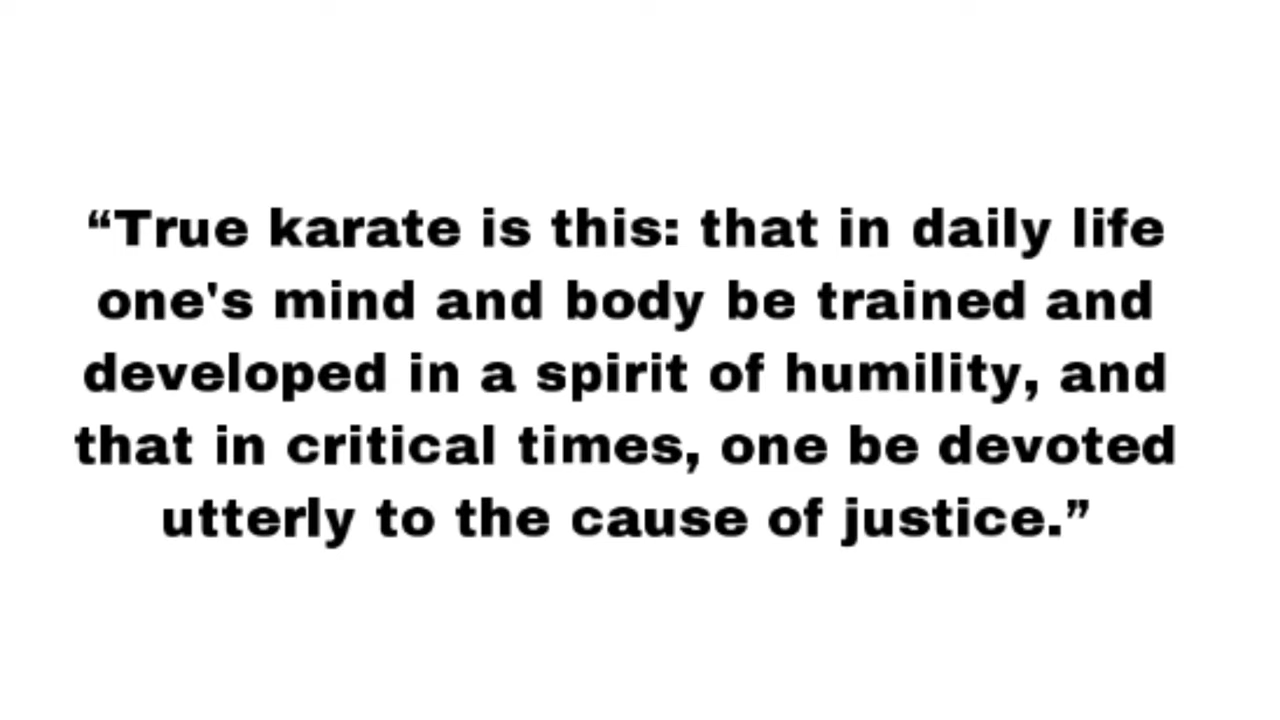 “True karate is this: that in daily life
one's mind and body be trained and
developed in a spirit of humility, and
that in critical times, one be devoted
utterly to the cause of justice.”